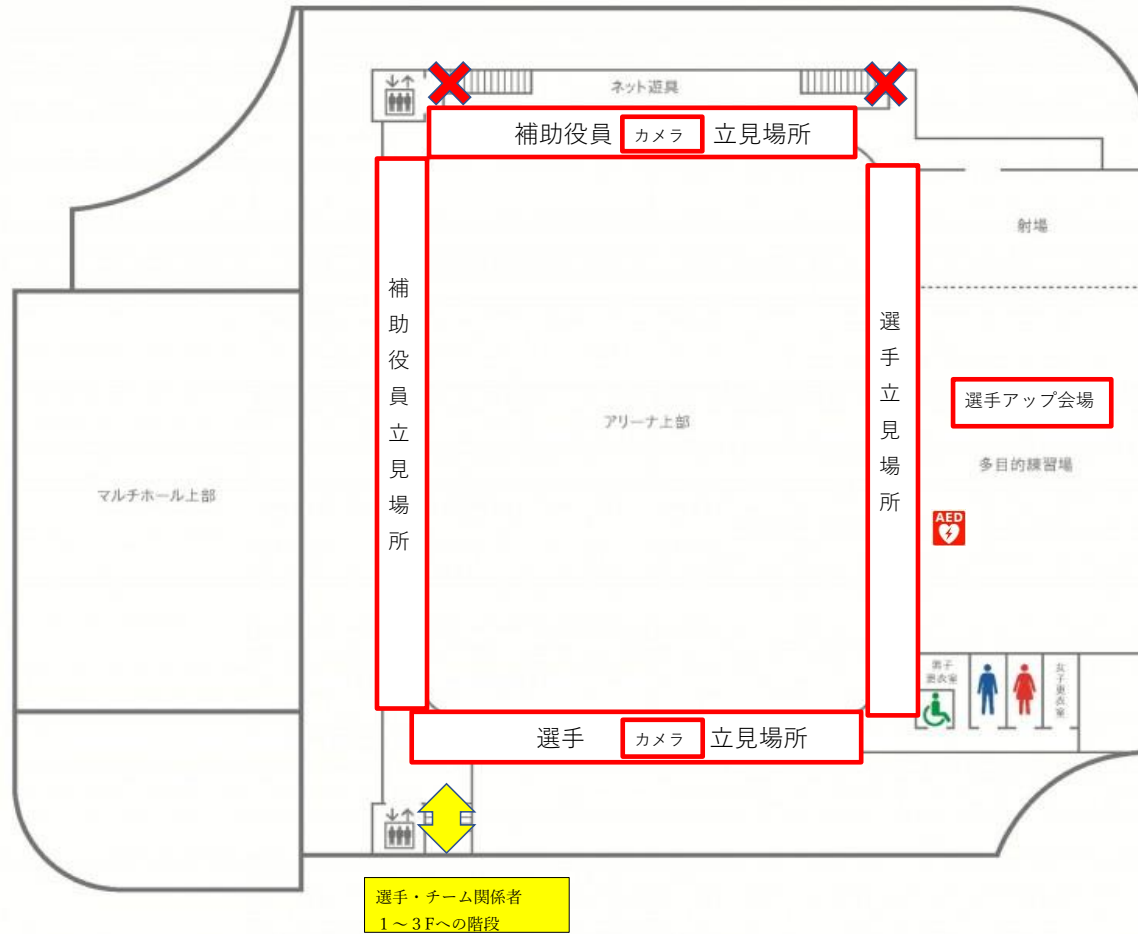 ネット遊具
補助役員 カメラ 立見場所
射場
補助役員立見場所
選手立見場所
選手アップ会場
アリーナ上部
多目的練習場
マルチホール上部
AED
男子
更衣室
女子更衣室
選手 カメラ 立見場所
選手・チーム関係者
1~3Fへの階段